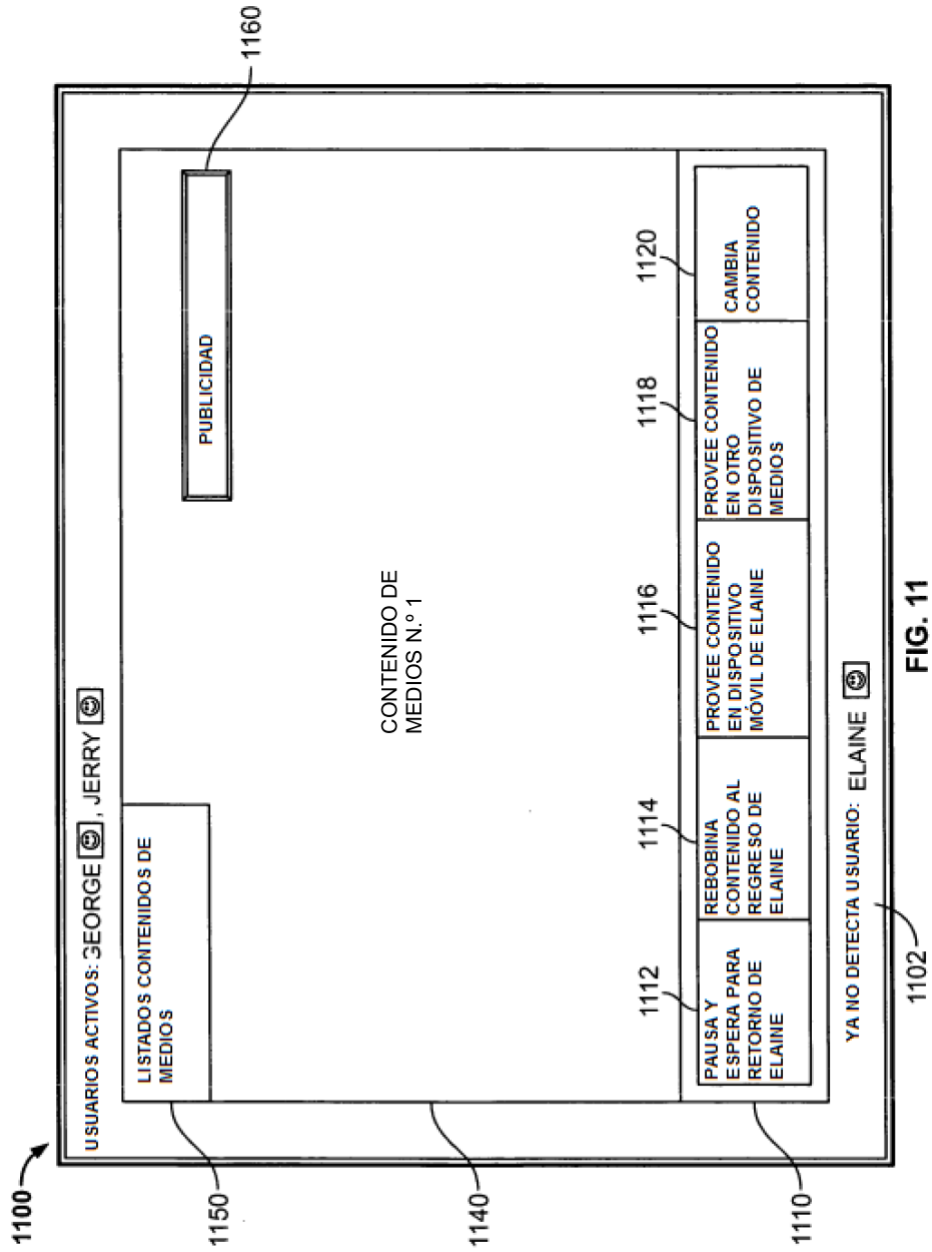 1100
USUARIOS ACTIVOS: GEORGE, JERRY
1160
PUBLICIDAD
LISTADOS CONTENIDOS DE
MEDIOS
1150
CONTENIDO DE
MEDIOS N.º 1
1140
1112
1114
1116
1118
1120
PAUSA Y
ESPERA PARA
RETORNO DE
ELAINE
REBOBINA
CONTENIDO AL
REGRESO DE
ELAINE
PROVEE CONTENIDO
EN DISPOSITIVO
MÓVIL DE ELAINE
PROVEE CONTENIDO
EN OTRO
DISPOSITIVO DE
MEDIOS
CAMBIA
CONTENIDO
1110
YA NO DETECTA USUARIO: ELAINE
1102
FIG. 11